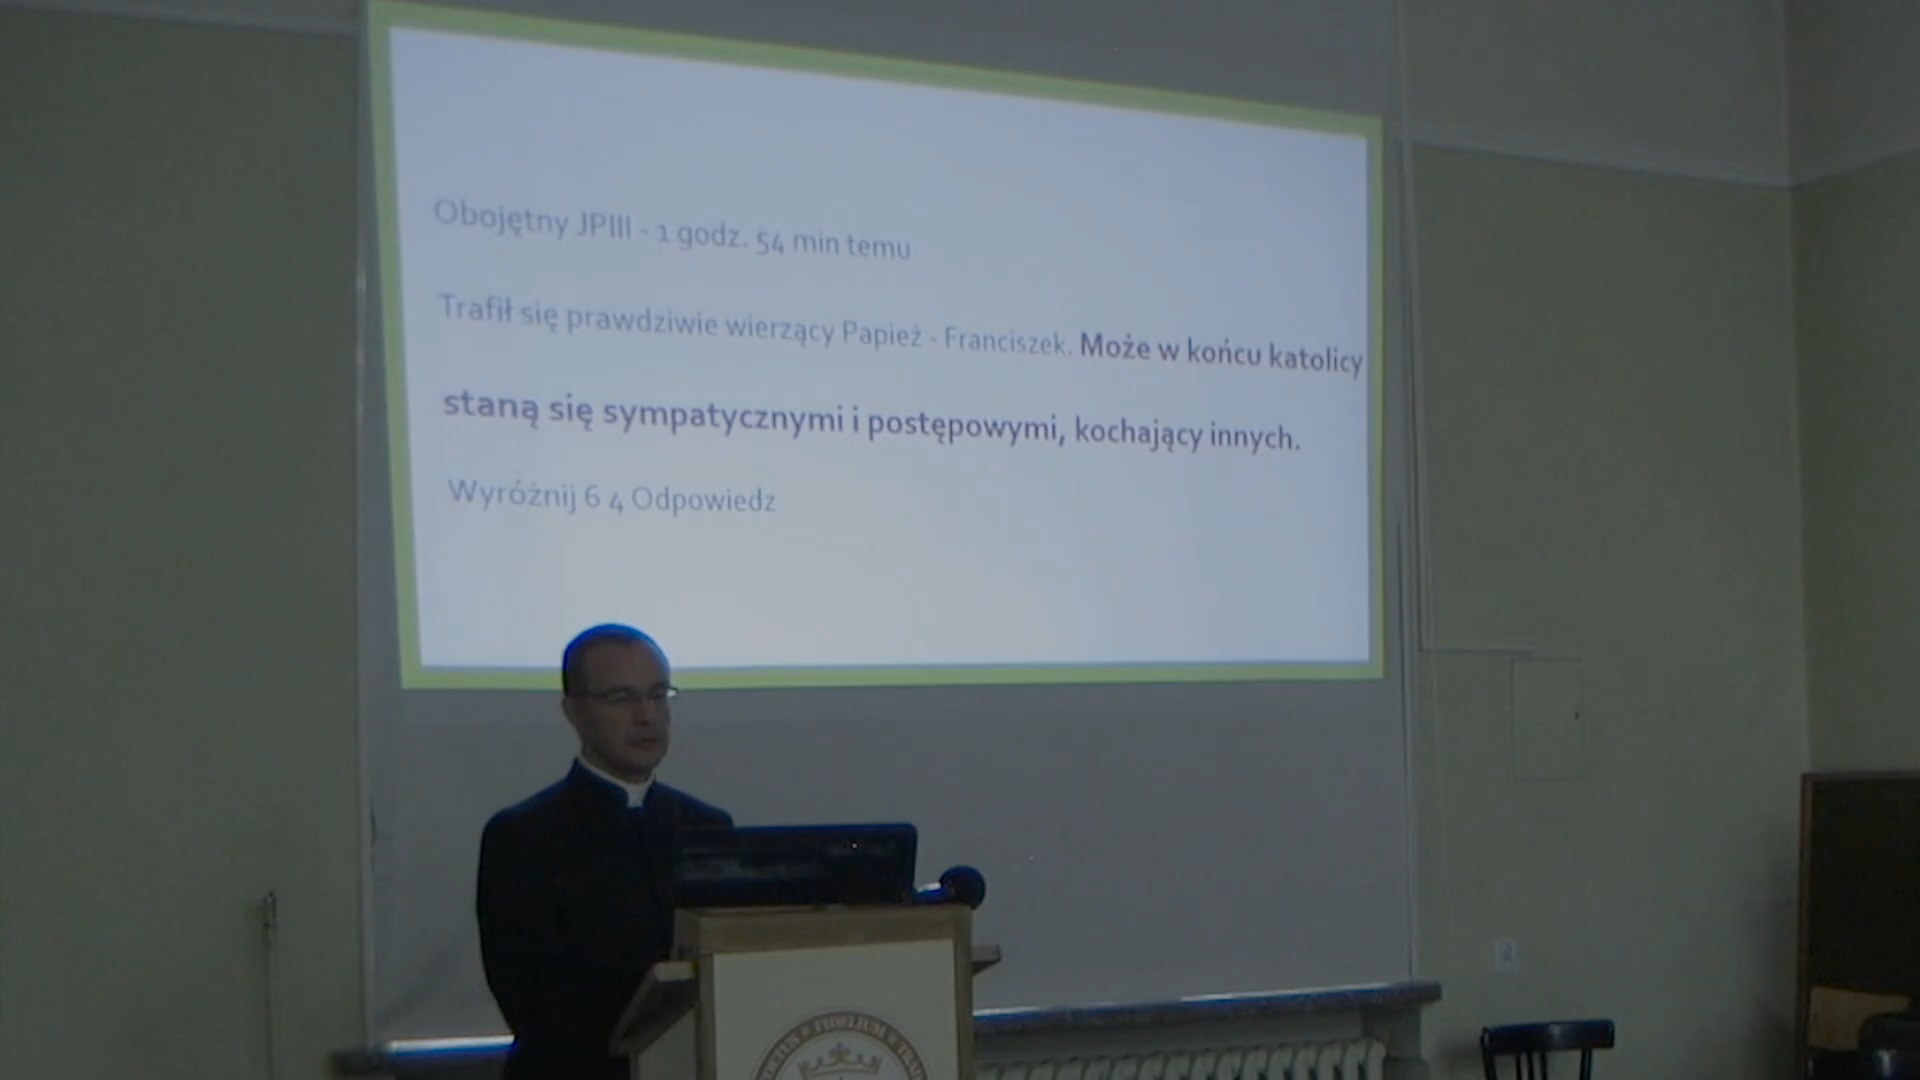 Obojętny JPIII - 1 godz. 54 min temu
Trafił się prawdziwie wierzący Papież - Franciszek. Może w końcu katolicy
staną się sympatycznymi i postępowymi, kochający innych.
Wyróżnij 6 4 Odpowiedz
FIDELIUM